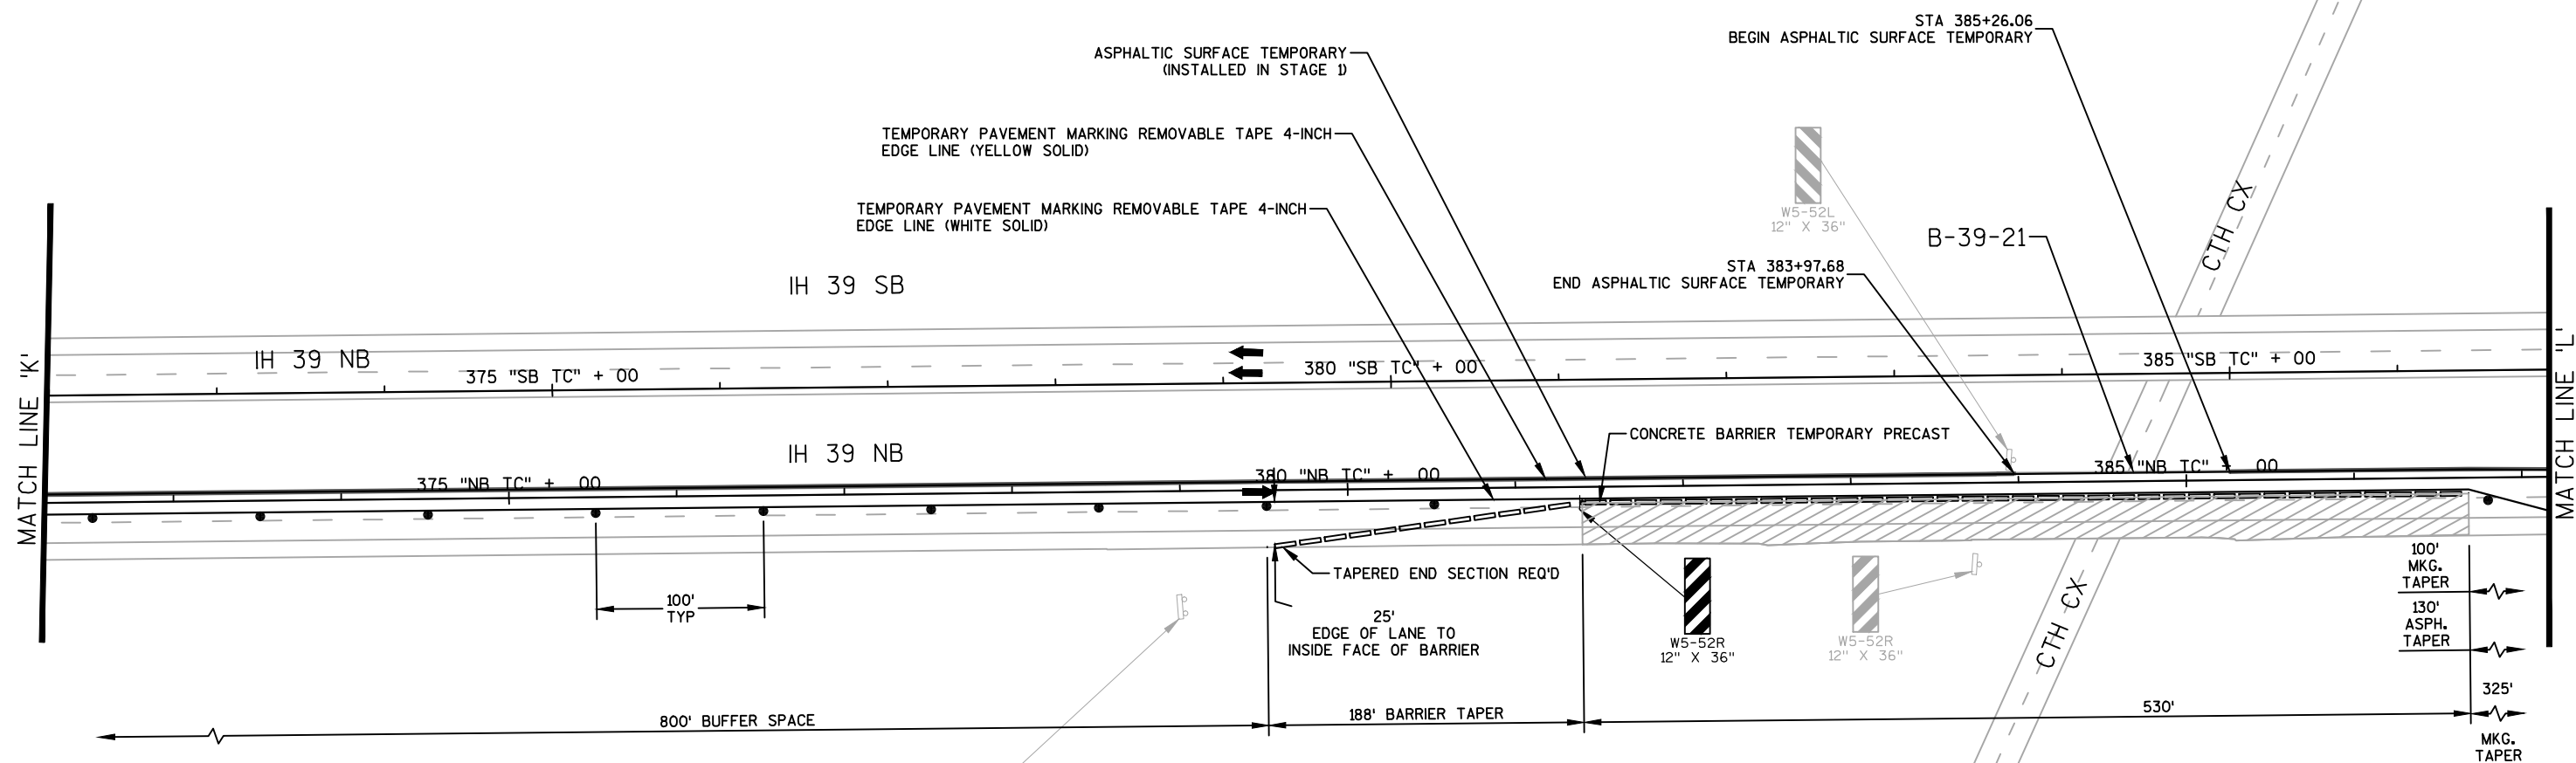 STA 385+26.06
BEGIN ASPHALTIC SURFACE TEMPORARY
ASPHALTIC SURFACE TEMPORARY
(INSTALLED IN STAGE 1)
TEMPORARY PAVEMENT MARKING REMOVABLE TAPE 4-INCH
EDGE LINE (YELLOW SOLID)
TEMPORARY PAVEMENT MARKING REMOVABLE TAPE 4-INCH
EDGE LINE (WHITE SOLID)
W5-52L
12" X 36"
B-39-21
CTH CX
STA 383+97.68
END ASPHALTIC SURFACE TEMPORARY
IH 39 SB
IH 39 NB
375 "SB TC" + 00
380 "SB TC" + 00
385 "SB TC" + 00
MATCH LINE 'K'
MATCH LINE 'L'
CONCRETE BARRIER TEMPORARY PRECAST
IH 39 NB
375 "NB TC" + 00
380 "NB TC" + 00
385 "NB TC" + 00
TAPERED END SECTION REQ'D
100'
TYP
25'
EDGE OF LANE TO
INSIDE FACE OF BARRIER
W5-52R
12" X 36"
W5-52R
12" X 36"
CTH CX
100'
MKG.
TAPER
130'
ASPH.
TAPER
800' BUFFER SPACE
188' BARRIER TAPER
530'
325'
MKG.
TAPER